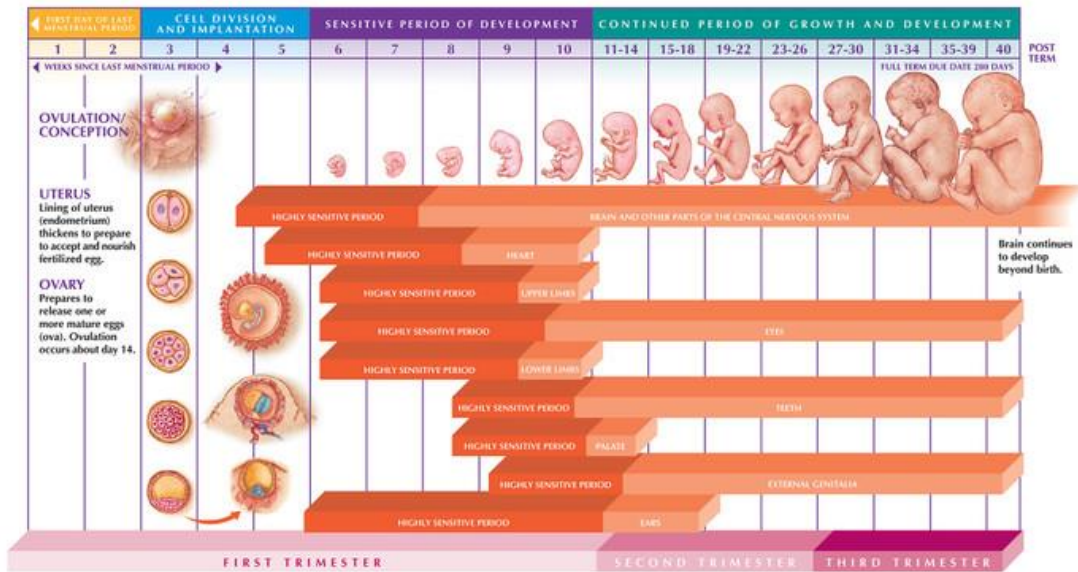 FIRST DAY OF LAST
MENSTRUAL PERIOD
CELL DIVISION
AND IMPLANTATION
SENSITIVE PERIOD OF DEVELOPMENT
CONTINUED PERIOD OF GROWTH AND DEVELOPMENT
1 2 3 4 5 6 7 8 9 10 11-14 15-18 19-22 23-26 27-30 31-34 35-39 40
POST
TERM
WEEKS SINCE LAST MENSTRUAL PERIOD
FULL TERM DUE DATE 280 DAYS
OVULATION/
CONCEPTION
UTERUS
Lining of uterus
(endometrium)
thickens to prepare
to accept and nourish
fertilized egg.
OVARY
Prepares to
release one or
more mature eggs
(ova). Ovulation
occurs about day 14.
HIGHLY SENSITIVE PERIOD BRAIN AND OTHER PARTS OF THE CENTRAL NERVOUS SYSTEM
Brain continues
to develop
beyond birth.
HIGHLY SENSITIVE PERIOD HEART
HIGHLY SENSITIVE PERIOD UPPER LIMBS
HIGHLY SENSITIVE PERIOD EYES
HIGHLY SENSITIVE PERIOD LOWER LIMBS
HIGHLY SENSITIVE PERIOD TEETH
HIGHLY SENSITIVE PERIOD PALATE
HIGHLY SENSITIVE PERIOD EXTERNAL GENITALIA
HIGHLY SENSITIVE PERIOD EARS
FIRST TRIMESTER SECOND TRIMESTER THIRD TRIMESTER